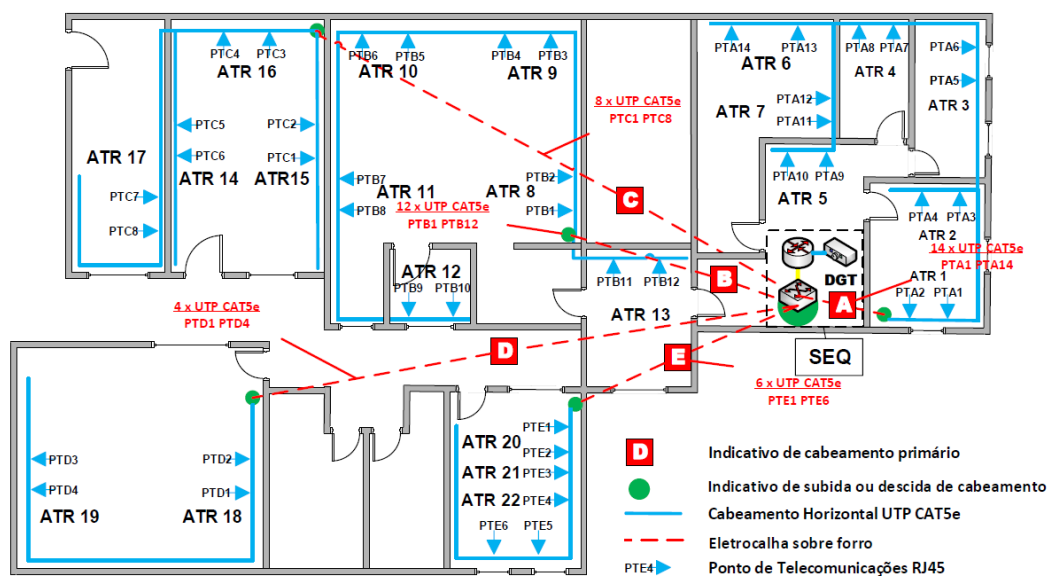 PTC4
PTC3
ATR 16
PTB6
PTB5
ATR 10
PTB4
PTB3
ATR 9
PTA14
PTA13
ATR 6
PTA8
PTA7
ATR 4
PTA6
PTA5
ATR 3
8 x UTP CAT5e
PTC1 PTC8
PTA12
PTA11
ATR 7
PTC5
PTC2
PTC6
PTC1
ATR 17
ATR 14
ATR15
PTC7
PTC8
PTB7
ATR 11
PTB8
PTB2
ATR 8
PTB1
12 x UTP CAT5e
PTB1 PTB12
C
PTA10
PTA9
ATR 5
PTA4
PTA3
ATR 2
14 x UTP CAT5e
PTA1 PTA14
ATR 12
PTB9
PTB10
PTB11
PTB12
B
DGT
A
ATR 1
PTA2
PTA1
4 x UTP CAT5e
PTD1 PTD4
ATR 13
D
E
SEQ
6 x UTP CAT5e
PTE1 PTE6
PTD3
PTD2
PTD4
PTD1
ATR 19
ATR 18
PTE1
ATR 20
PTE2
ATR 21
PTE3
ATR 22
PTE4
PTE6
PTE5
D
Indicativo de cabeamento primário
Indicativo de subida ou descida de cabeamento
Cabeamento Horizontal UTP CAT5e
Eletrocalha sobre forro
PTE4
Ponto de Telecomunicações RJ45